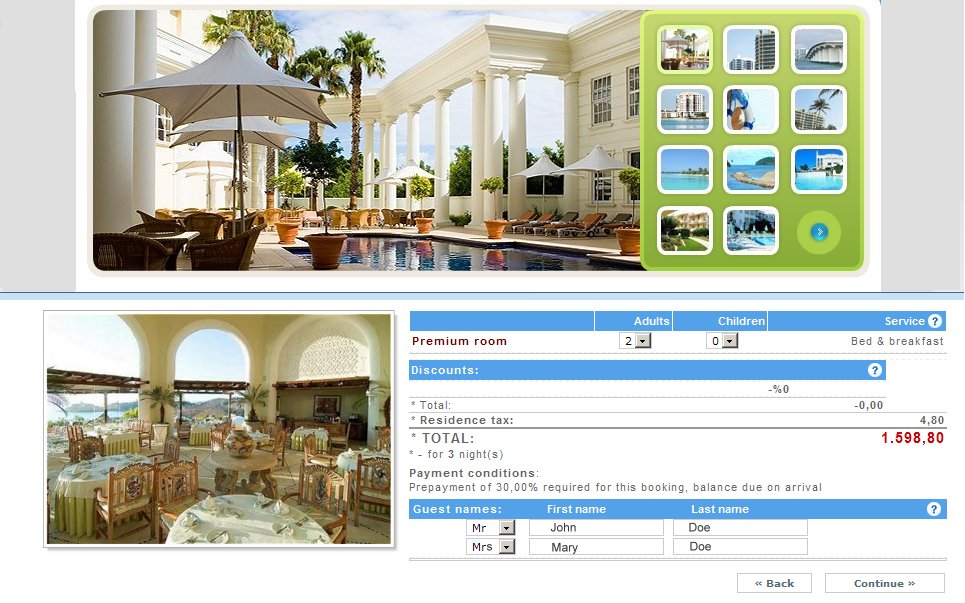 Adults Children Service ?
Premium room 2 0 Bed & breakfast
Discounts: ?
-%0
* Total: -0,00
* Residence tax: 4,80
* TOTAL: 1.598,80
* - for 3 night(s)
Payment conditions:
Prepayment of 30,00% required for this booking, balance due on arrival
Guest names: First name Last name ?
Mr John Doe
Mrs Mary Doe
« Back Continue »